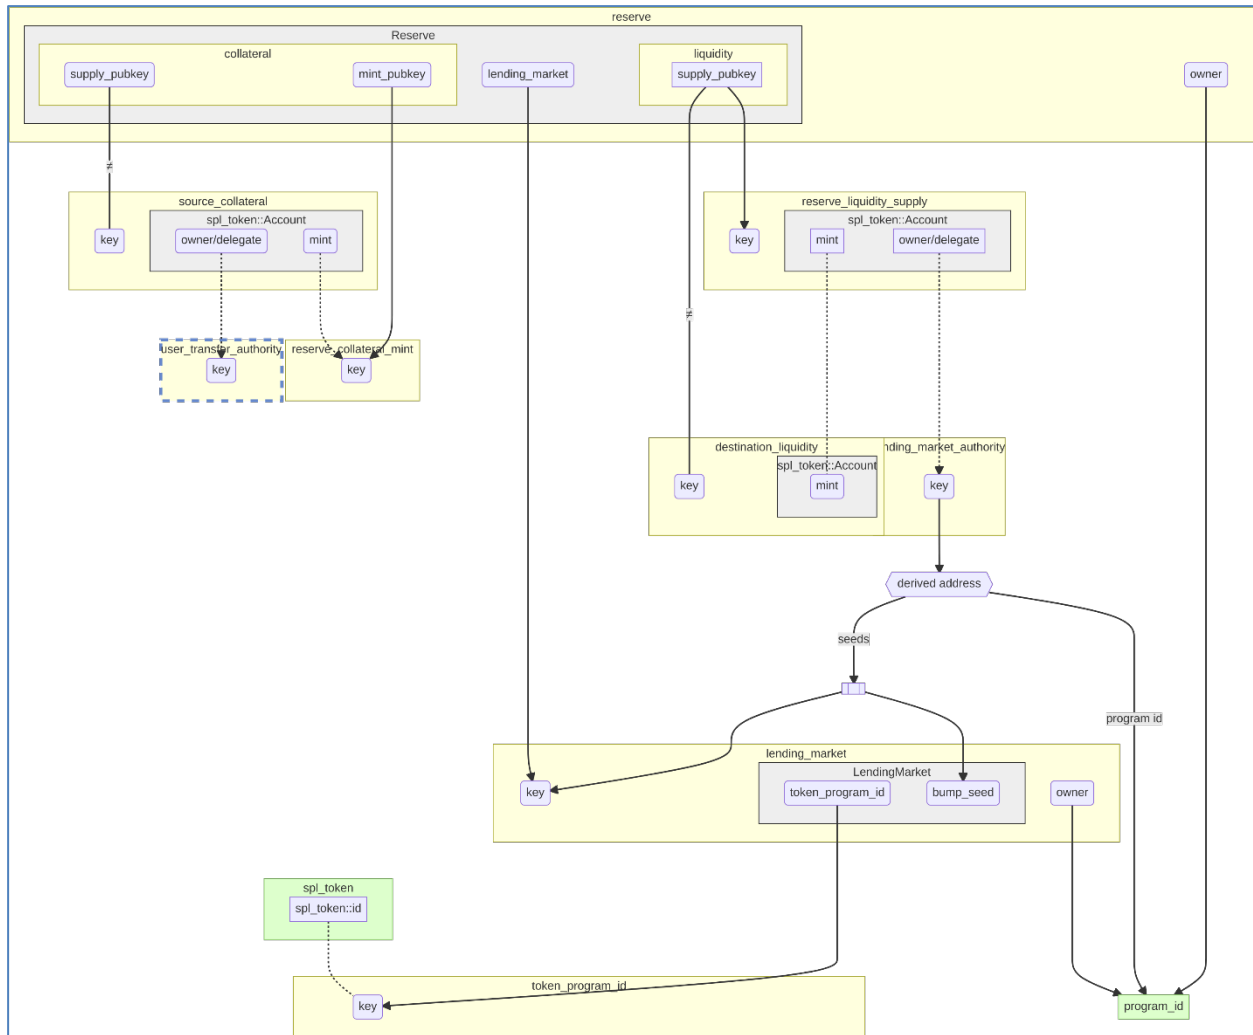 reserve
Reserve
collateral
liquidity
supply_pubkey
mint_pubkey
lending_market
supply_pubkey
owner
≠
source_collateral
spl_token::Account
key
owner/delegate
mint
reserve_liquidity_supply
spl_token::Account
key
mint
owner/delegate
≠
user_transfer_authority
key
reserve_collateral_mint
key
destination_liquidity
spl_token::Account
key
mint
nding_market_authority
key
derived address
seeds
program id
lending_market
LendingMarket
key
token_program_id
bump_seed
owner
spl_token
spl_token::id
token_program_id
key
program_id